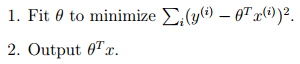 1. Fit θ to minimize ∑ᵢ(y⁽ⁱ⁾ − θᵀx⁽ⁱ⁾)².
2. Output θᵀx.